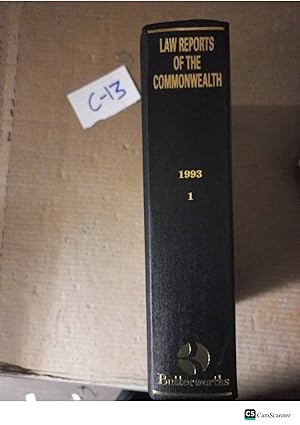 LAW REPORTS
OF THE
COMMONWEALTH
C-13
1993
1
Butterworths
CS CamScanner